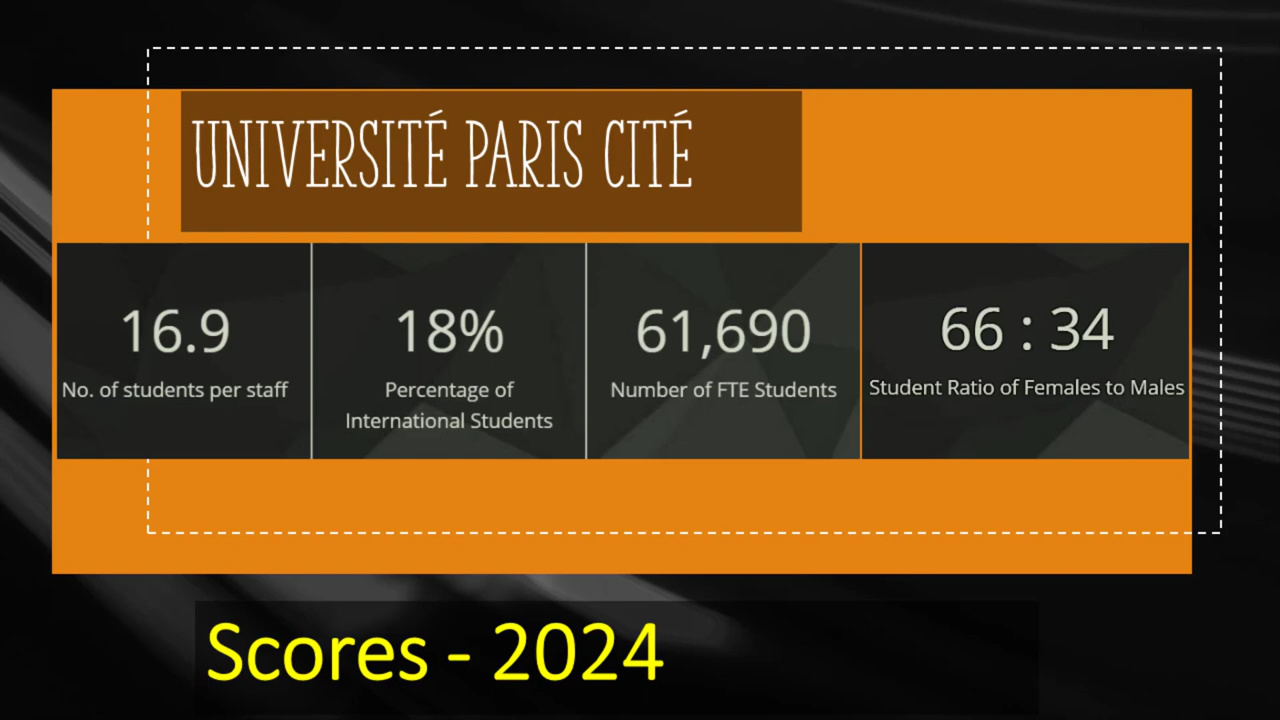 UNIVERSITÉ PARIS CITÉ
16.9
No. of students per staff
18%
Percentage of
International Students
61,690
Number of FTE Students
66 : 34
Student Ratio of Females to Males
Scores - 2024